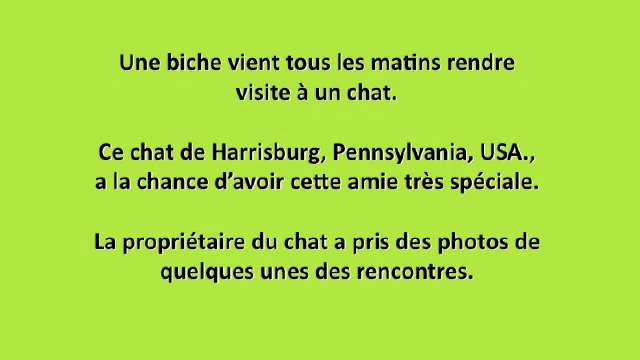 Une biche vient tous les matins rendre
visite à un chat.
Ce chat de Harrisburg, Pennsylvania, USA.,
a la chance d’avoir cette amie très spéciale.
La propriétaire du chat a pris des photos de
quelques unes des rencontres.